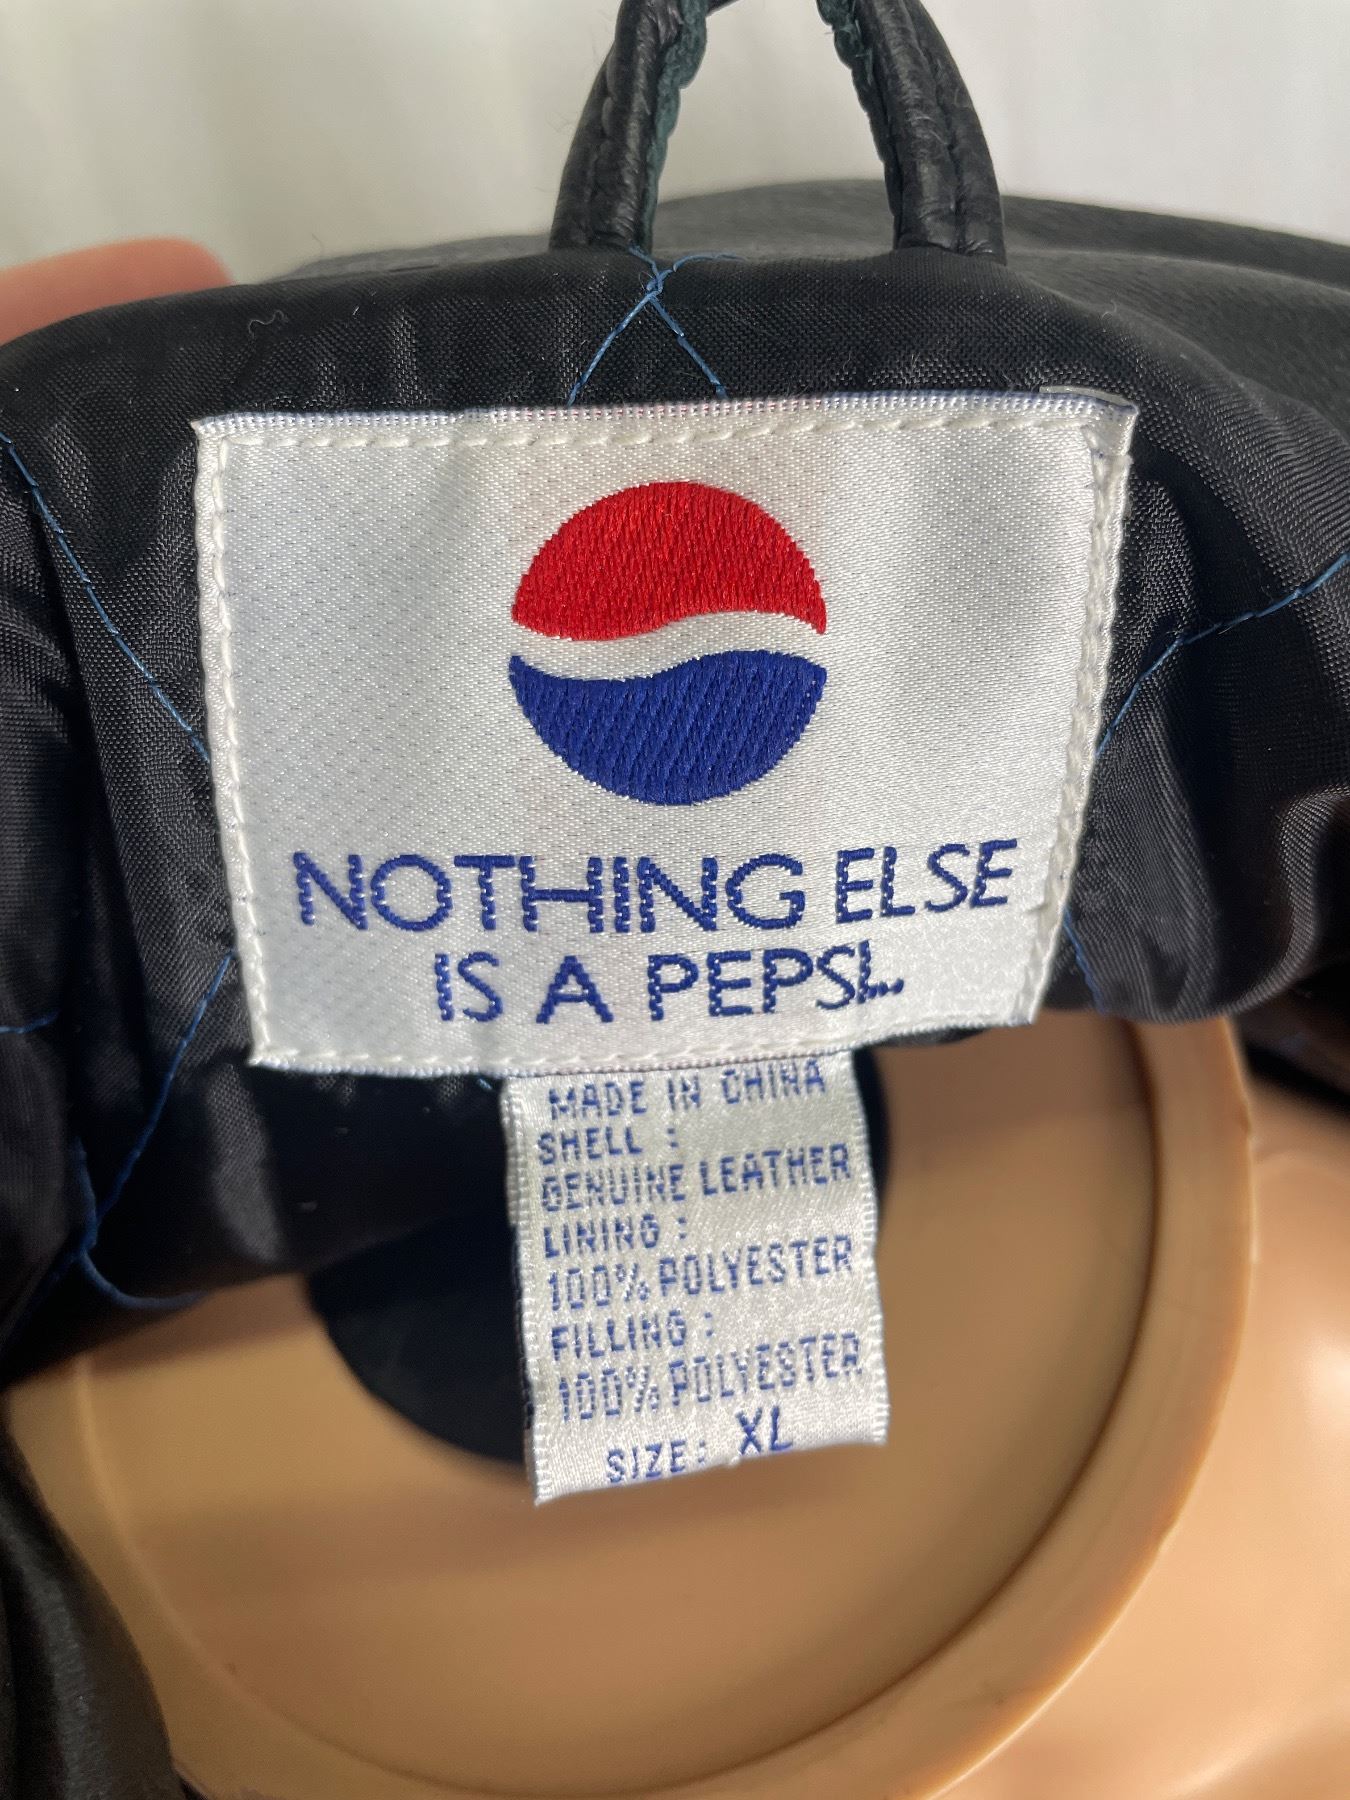 NOTHING ELSE
IS A PEPSI.
MADE IN CHINA
SHELL :
GENUINE LEATHER
LINING :
100% POLYESTER
FILLING :
100% POLYESTER
SIZE: XL